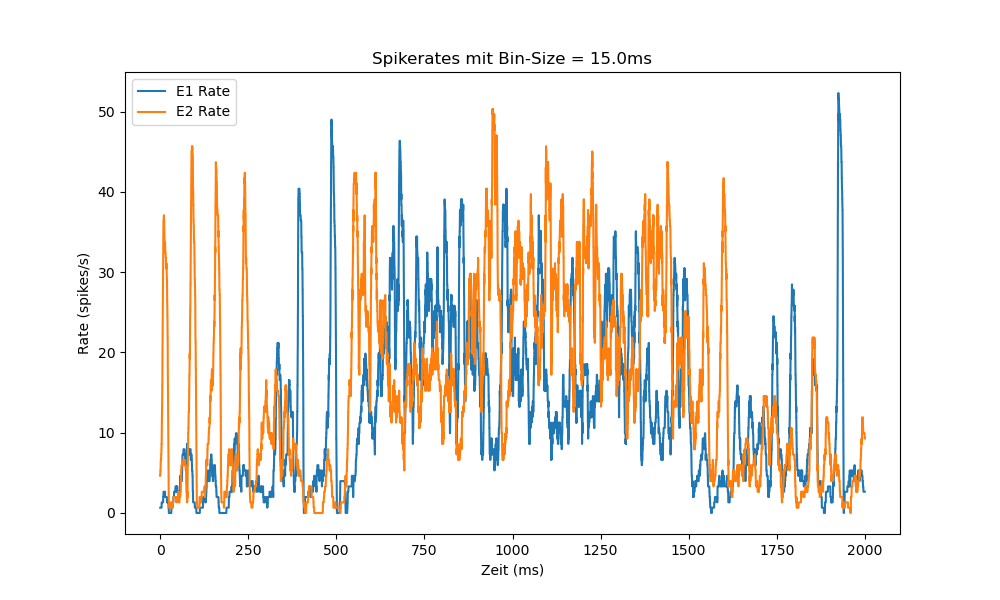 Spikerates mit Bin-Size = 15.0ms
E1 Rate
E2 Rate
Rate (spikes/s)
50
40
30
20
10
0
0 250 500 750 1000 1250 1500 1750 2000
Zeit (ms)